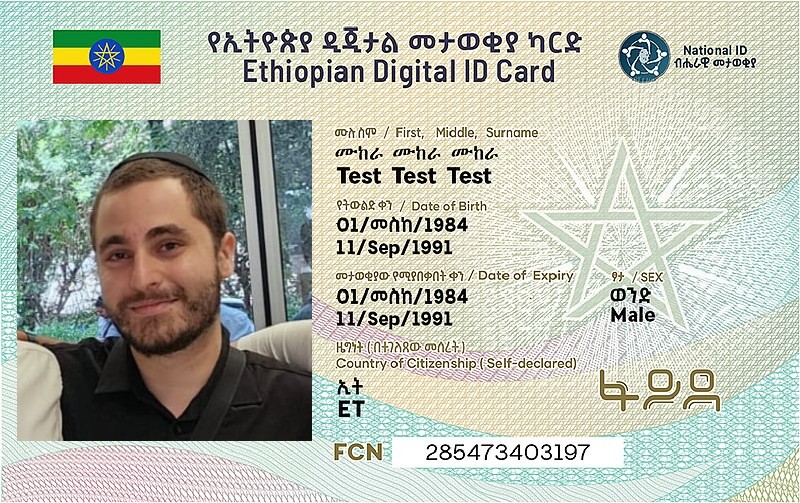 የኢትዮጵያ ዲጂታል መታወቂያ ካርድ
Ethiopian Digital ID Card
National ID
ብሔራዊ መታወቂያ
ሙሉ ስም / First, Middle, Surname
ሙከራ ሙከራ ሙከራ
Test Test Test
የትውልድ ቀን / Date of Birth
01/መስከ/1984
11/Sep/1991
መታወቂያው የሚያበቃበት ቀን / Date of Expiry
01/መስከ/1984
11/Sep/1991
ፆታ / SEX
ወንድ
Male
ዜግነት ( በተገለጸው መሰረት )
Country of Citizenship ( Self-declared)
ኢት
ET
ፋይዳ
FCN 285473403197